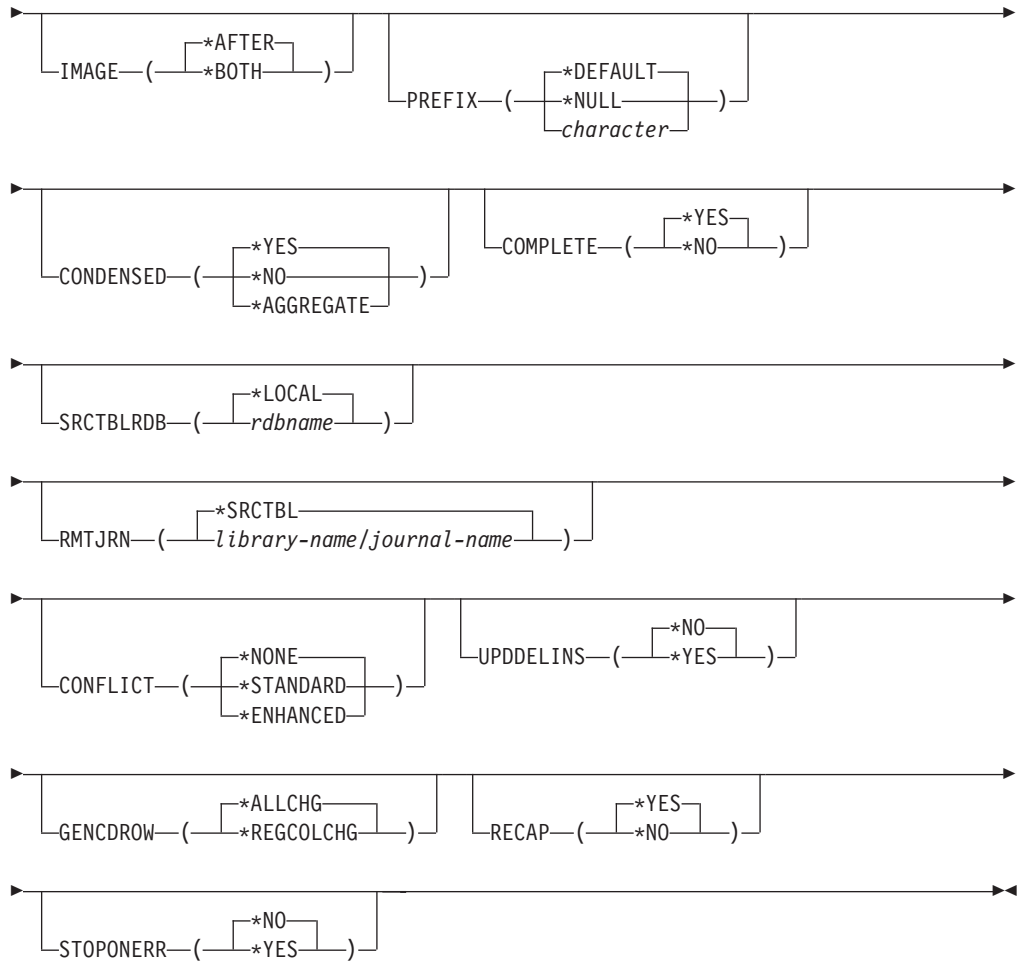 *AFTER
IMAGE ( *BOTH )
*DEFAULT
PREFIX ( *NULL )
character
*YES
CONDENSED ( *NO )
*AGGREGATE
*YES
COMPLETE ( *NO )
*LOCAL
SRCTBLRDB ( rdbname )
*SRCTBL
RMTJRN ( library-name/journal-name )
*NONE
CONFLICT ( *STANDARD )
*ENHANCED
*NO
UPDDELINS ( *YES )
*ALLCHG
GENCDROW ( *REGCOLCHG )
*YES
RECAP ( *NO )
*NO
STOPONERR ( *YES )